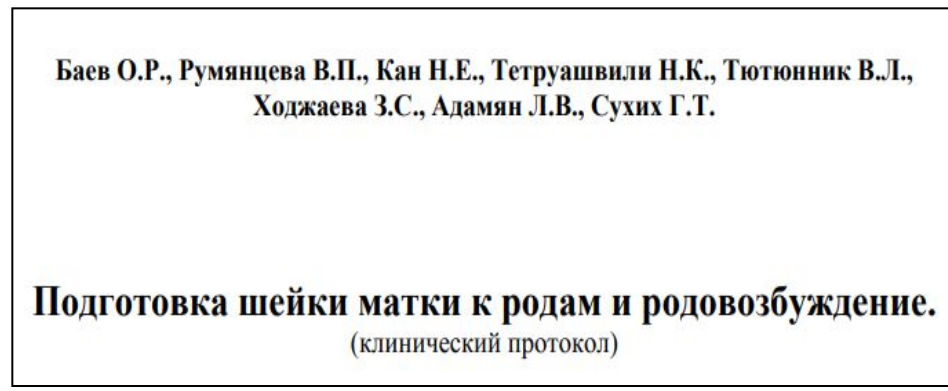 Баев О.Р., Румянцева В.П., Кан Н.Е., Тетруашвили Н.К., Тютюнник В.Л.,
Ходжаева З.С., Адамян Л.В., Сухих Г.Т.
Подготовка шейки матки к родам и родовозбуждение.
(клинический протокол)